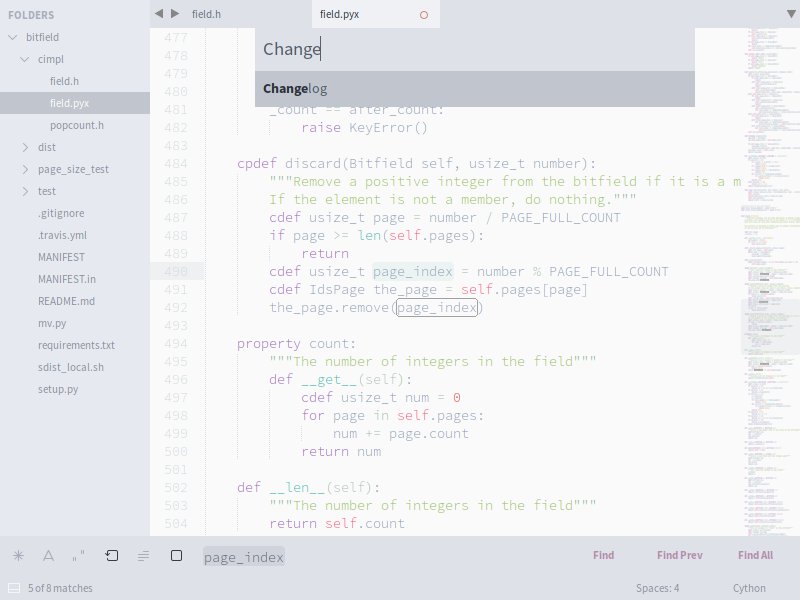 FOLDERS
bitfield
cimpl
field.h
field.pyx
popcount.h
dist
page_size_test
test
.gitignore
.travis.yml
MANIFEST
MANIFEST.in
README.md
mv.py
requirements.txt
sdist_local.sh
setup.py
field.h
field.pyx
Change
Changelog
477
478
479
480
481 _count == after_count:
482 raise KeyError()
483
484 cpdef discard(Bitfield self, usize_t number):
485 """Remove a positive integer from the bitfield if it is a m
486 If the element is not a member, do nothing."""
487 cdef usize_t page = number / PAGE_FULL_COUNT
488 if page >= len(self.pages):
489 return
490 cdef usize_t page_index = number % PAGE_FULL_COUNT
491 cdef IdsPage the_page = self.pages[page]
492 the_page.remove(page_index)
493
494 property count:
495 """The number of integers in the field"""
496 def __get__(self):
497 cdef usize_t num = 0
498 for page in self.pages:
499 num += page.count
500 return num
501
502 def __len__(self):
503 """The number of integers in the field"""
504 return self.count
page_index
Find
Find Prev
Find All
5 of 8 matches
Spaces: 4
Cython